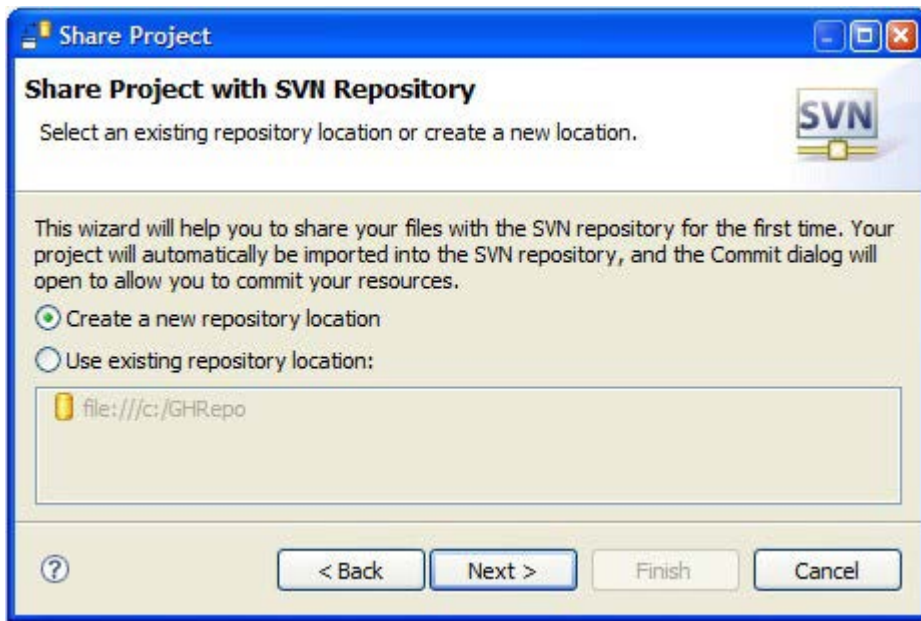 Share Project
Share Project with SVN Repository
Select an existing repository location or create a new location.
SVN
This wizard will help you to share your files with the SVN repository for the first time. Your
project will automatically be imported into the SVN repository, and the Commit dialog will
open to allow you to commit your resources.
Create a new repository location
Use existing repository location:
file:///c:/GHRepo
?
< Back
Next >
Finish
Cancel